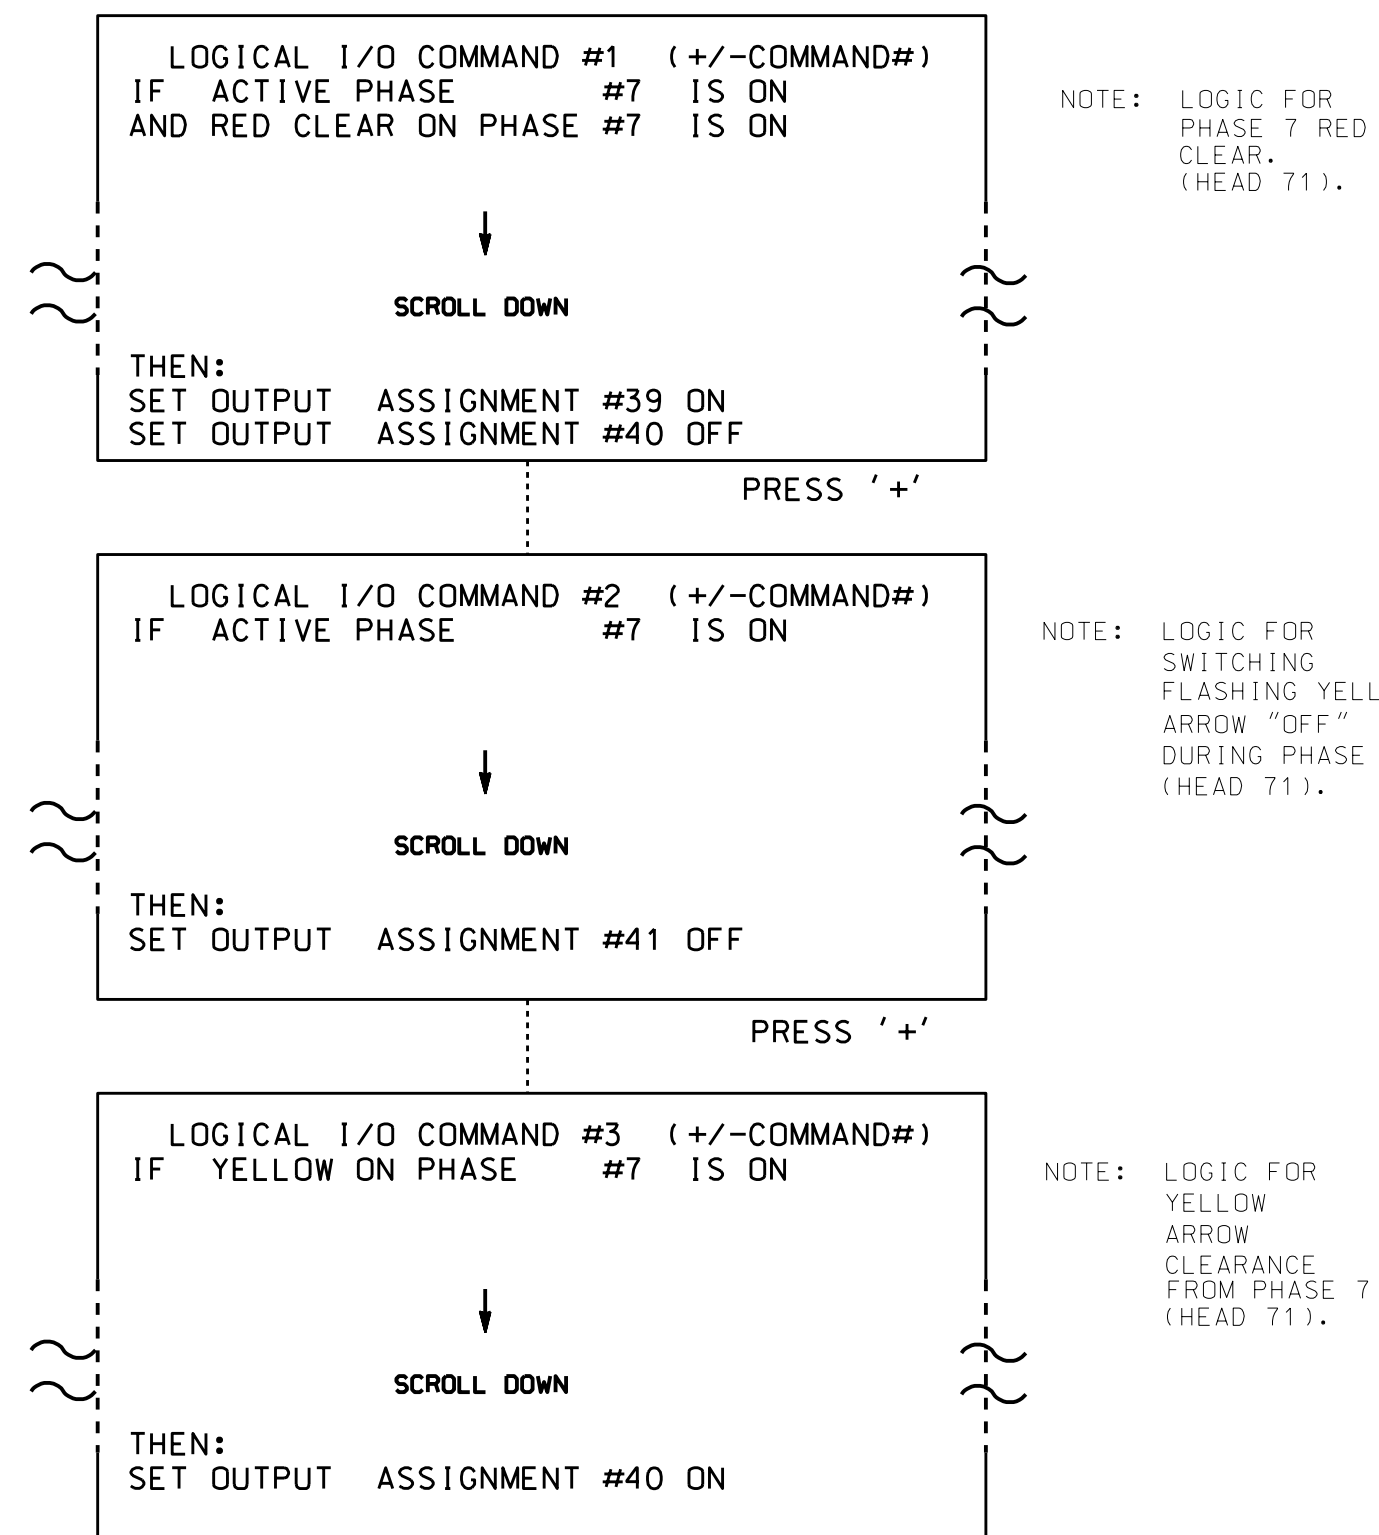 LOGICAL I/O COMMAND #1 (+/-COMMAND#)
IF ACTIVE PHASE #7 IS ON
AND RED CLEAR ON PHASE #7 IS ON
SCROLL DOWN
THEN:
SET OUTPUT ASSIGNMENT #39 ON
SET OUTPUT ASSIGNMENT #40 OFF
NOTE: LOGIC FOR
PHASE 7 RED
CLEAR.
(HEAD 71).
PRESS '+'
LOGICAL I/O COMMAND #2 (+/-COMMAND#)
IF ACTIVE PHASE #7 IS ON
SCROLL DOWN
THEN:
SET OUTPUT ASSIGNMENT #41 OFF
NOTE: LOGIC FOR
SWITCHING
FLASHING YELL
ARROW "OFF"
DURING PHASE
(HEAD 71).
PRESS '+'
LOGICAL I/O COMMAND #3 (+/-COMMAND#)
IF YELLOW ON PHASE #7 IS ON
SCROLL DOWN
THEN:
SET OUTPUT ASSIGNMENT #40 ON
NOTE: LOGIC FOR
YELLOW
ARROW
CLEARANCE
FROM PHASE 7
(HEAD 71).